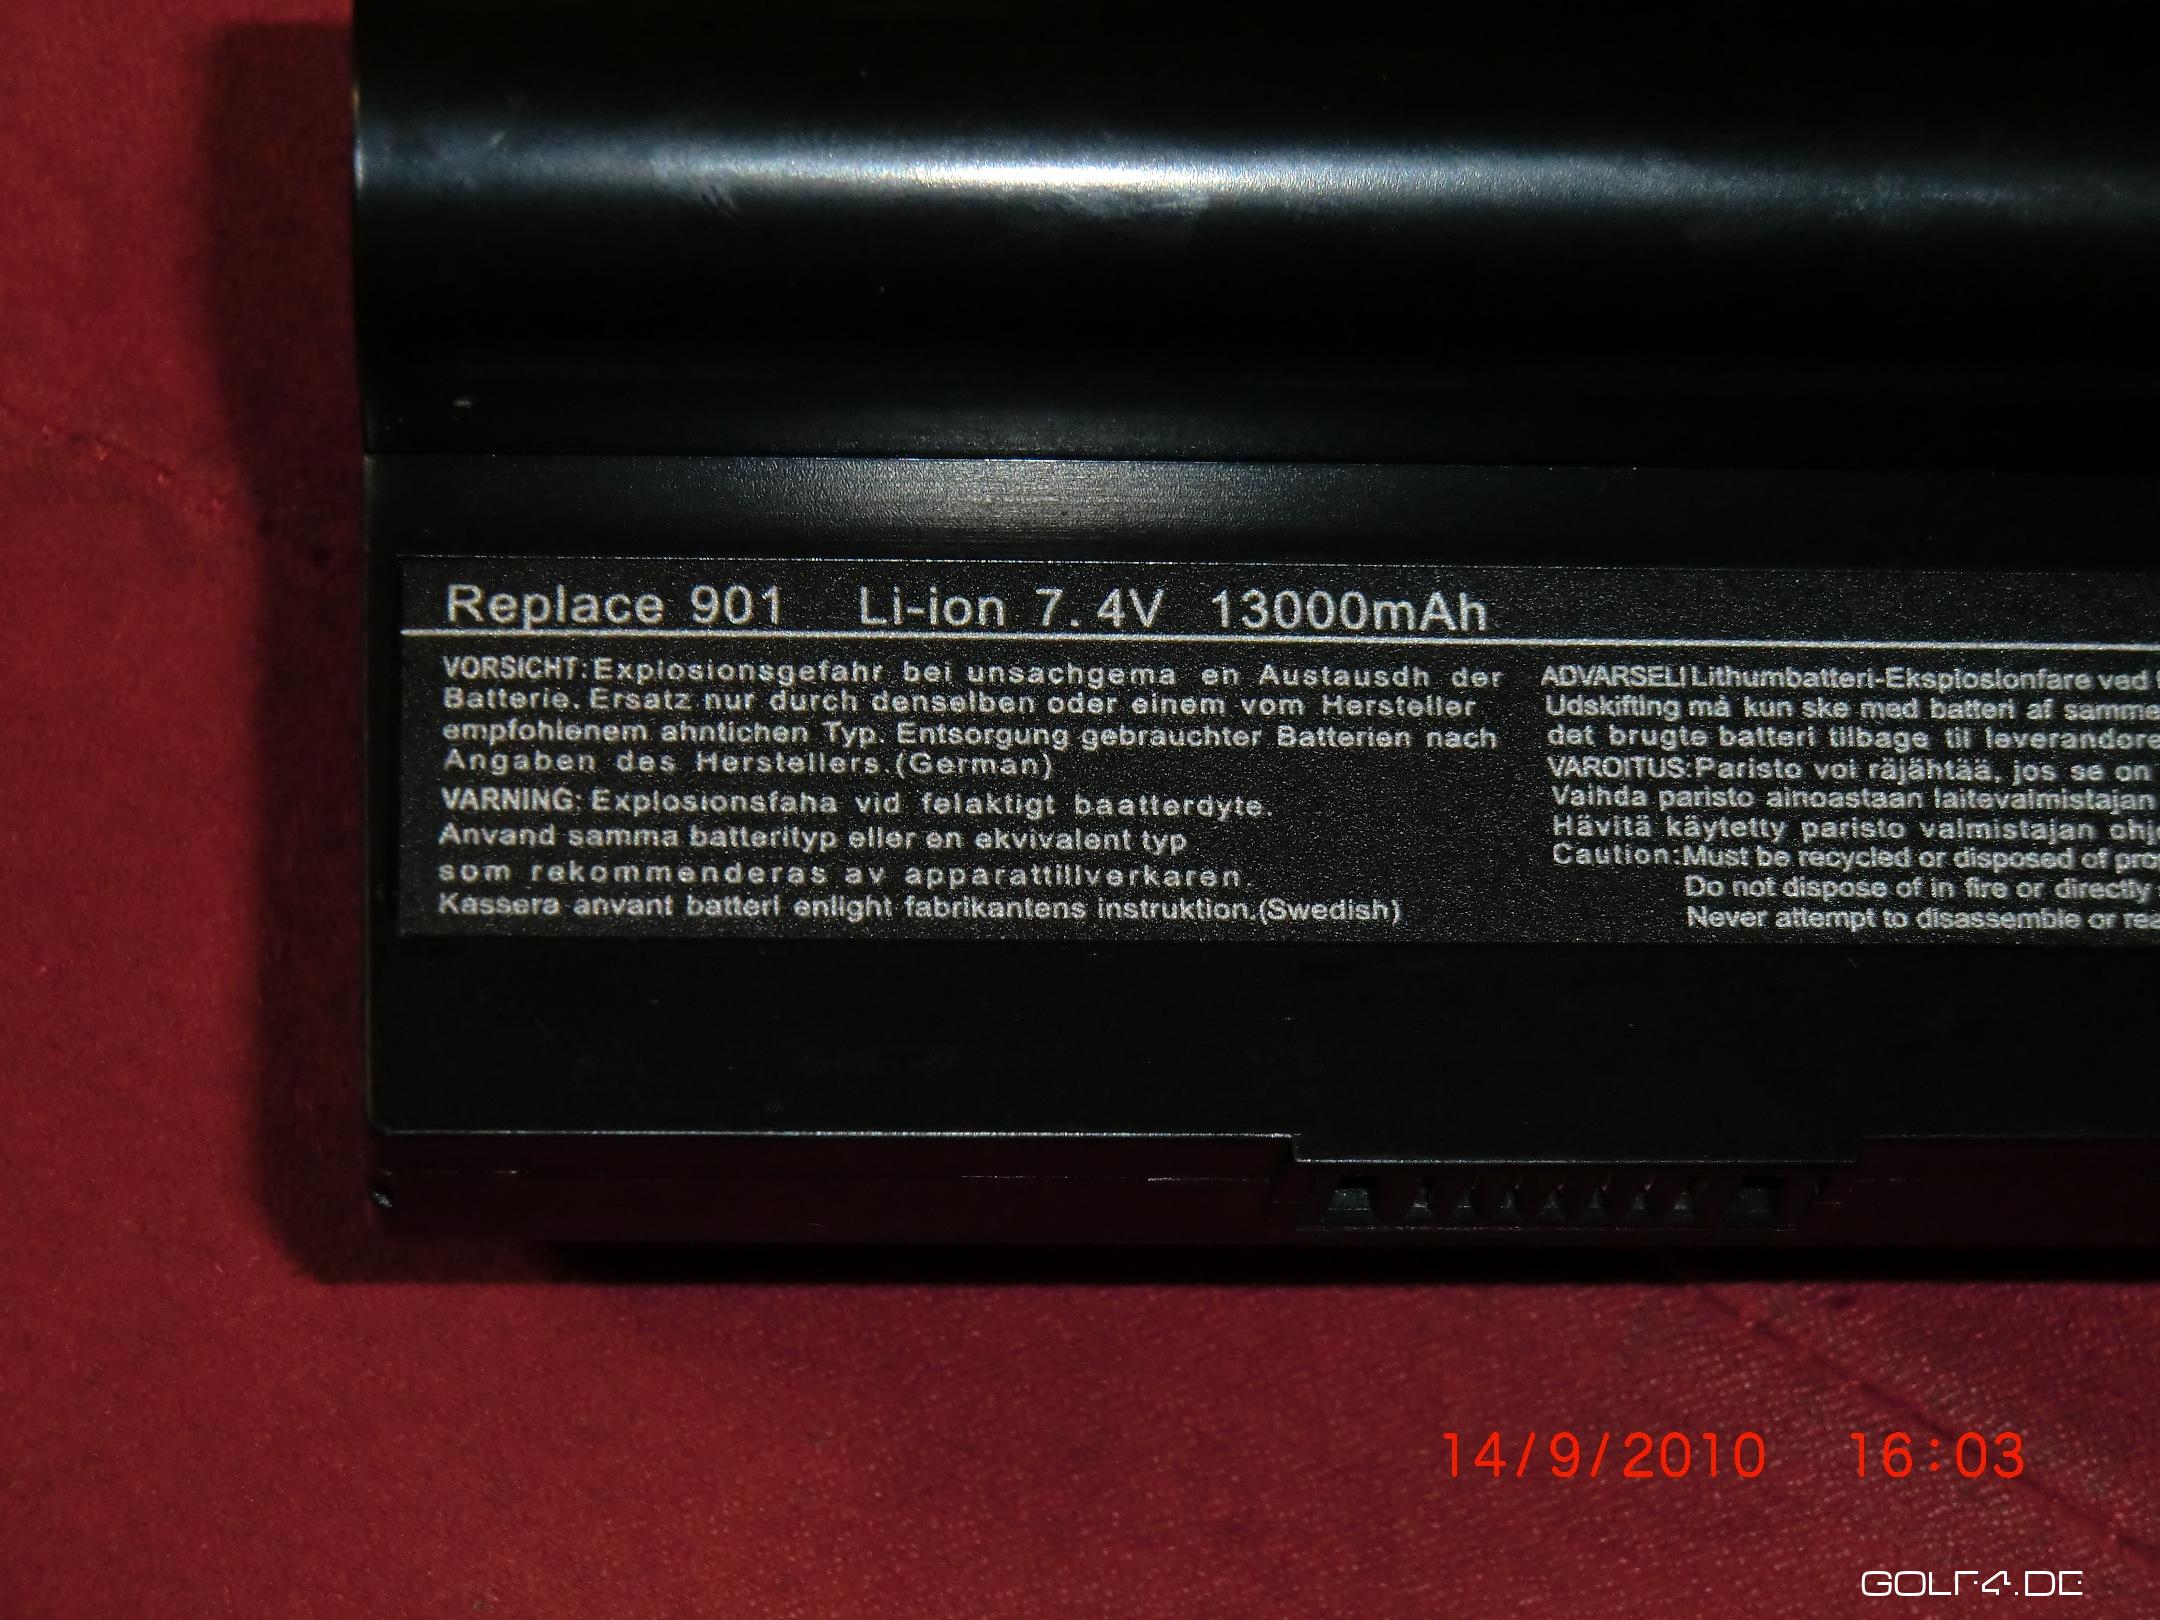 Replace 901 Li-ion 7.4V 13000mAh
VORSICHT:Explosionsgefahr bei unsachgema en Austausdh der
Batterie. Ersatz nur durch denselben oder einem vom Hersteller
empfohlenem ahntichen Typ. Entsorgung gebrauchter Batterien nach
Angaben des Herstellers.(German)
VARNING: Explosionsfaha vid felaktigt baatterdyte.
Anvand samma batterityp eller en ekvivalent typ
som rekommenderas av apparattillverkaren.
Kassera anvant batteri enlight fabrikantens instruktion.(Swedish)
ADVARSELI Lithumbatteri-Eksplosionfare ved
Udskifting må kun ske med batteri af samme
det brugte batteri tilbage til leverandore
VAROITUS:Paristo voi räjähtää, jos se on
Vaihda paristo ainoastaan laitevalmistajan
Hävitä käytetty paristo valmistajan ohj
Caution:Must be recycled or disposed of pro
Do not dispose of in fire or directly
Never attempt to disassemble or rea
14/9/2010 16:03
GOLF4.DE